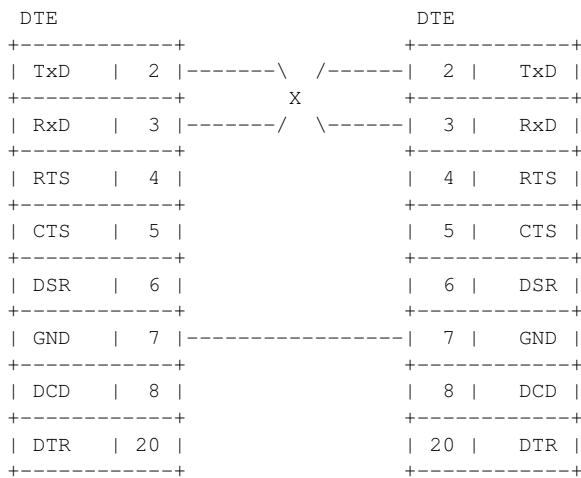 DTE DTE
TxD 2 2 TxD
X
RxD 3 3 RxD
RTS 4 4 RTS
CTS 5 5 CTS
DSR 6 6 DSR
GND 7 7 GND
DCD 8 8 DCD
DTR 20 20 DTR